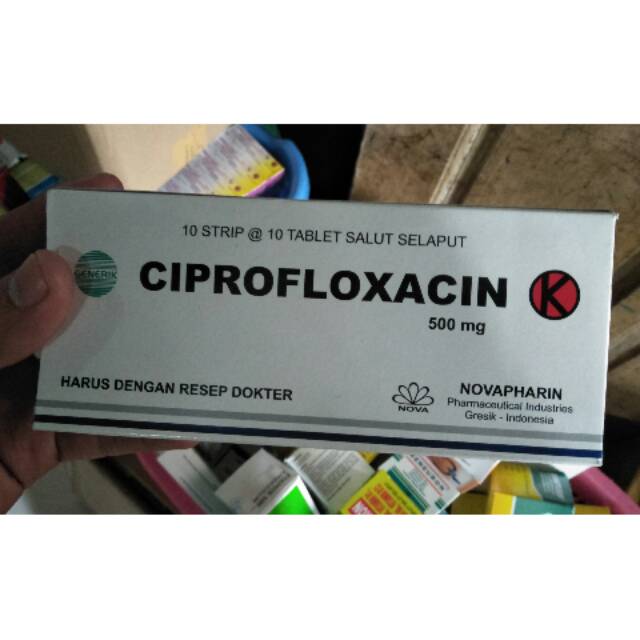 10 STRIP @ 10 TABLET SALUT SELAPUT
GENERIK
CIPROFLOXACIN
K
500 mg
HARUS DENGAN RESEP DOKTER
NOVA
NOVAPHARIN
Pharmaceutical Industries
Gresik - Indonesia